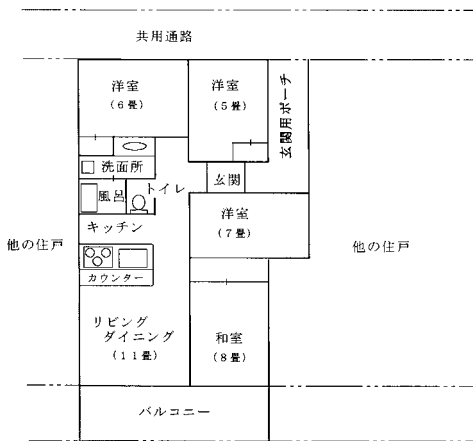 共用通路
洋室
(6畳)
洋室
(5畳)
玄関用ポーチ
洗面所
風呂
トイレ
玄関
洋室
(7畳)
キッチン
カウンター
他の住戸
他の住戸
リビング
ダイニング
(11畳)
和室
(8畳)
バルコニー